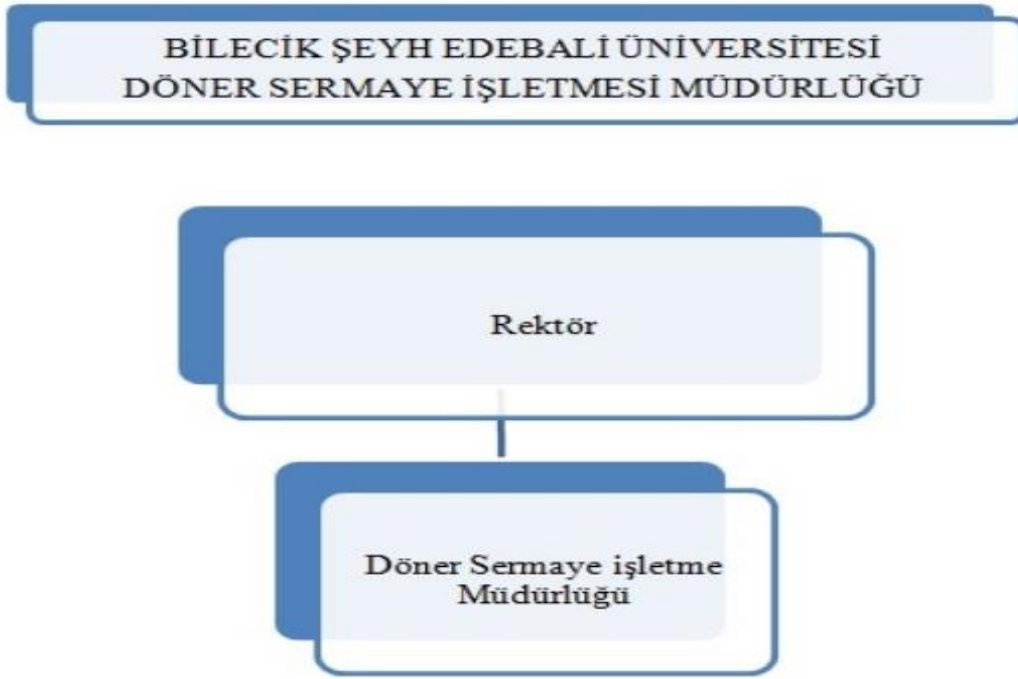 BİLECİK ŞEYH EDEBALİ ÜNİVERSİTESİ
DÖNER SERMAYE İŞLETMESİ MÜDÜRLÜĞÜ
Rektör
Döner Sermaye işletme
Müdürlüğü